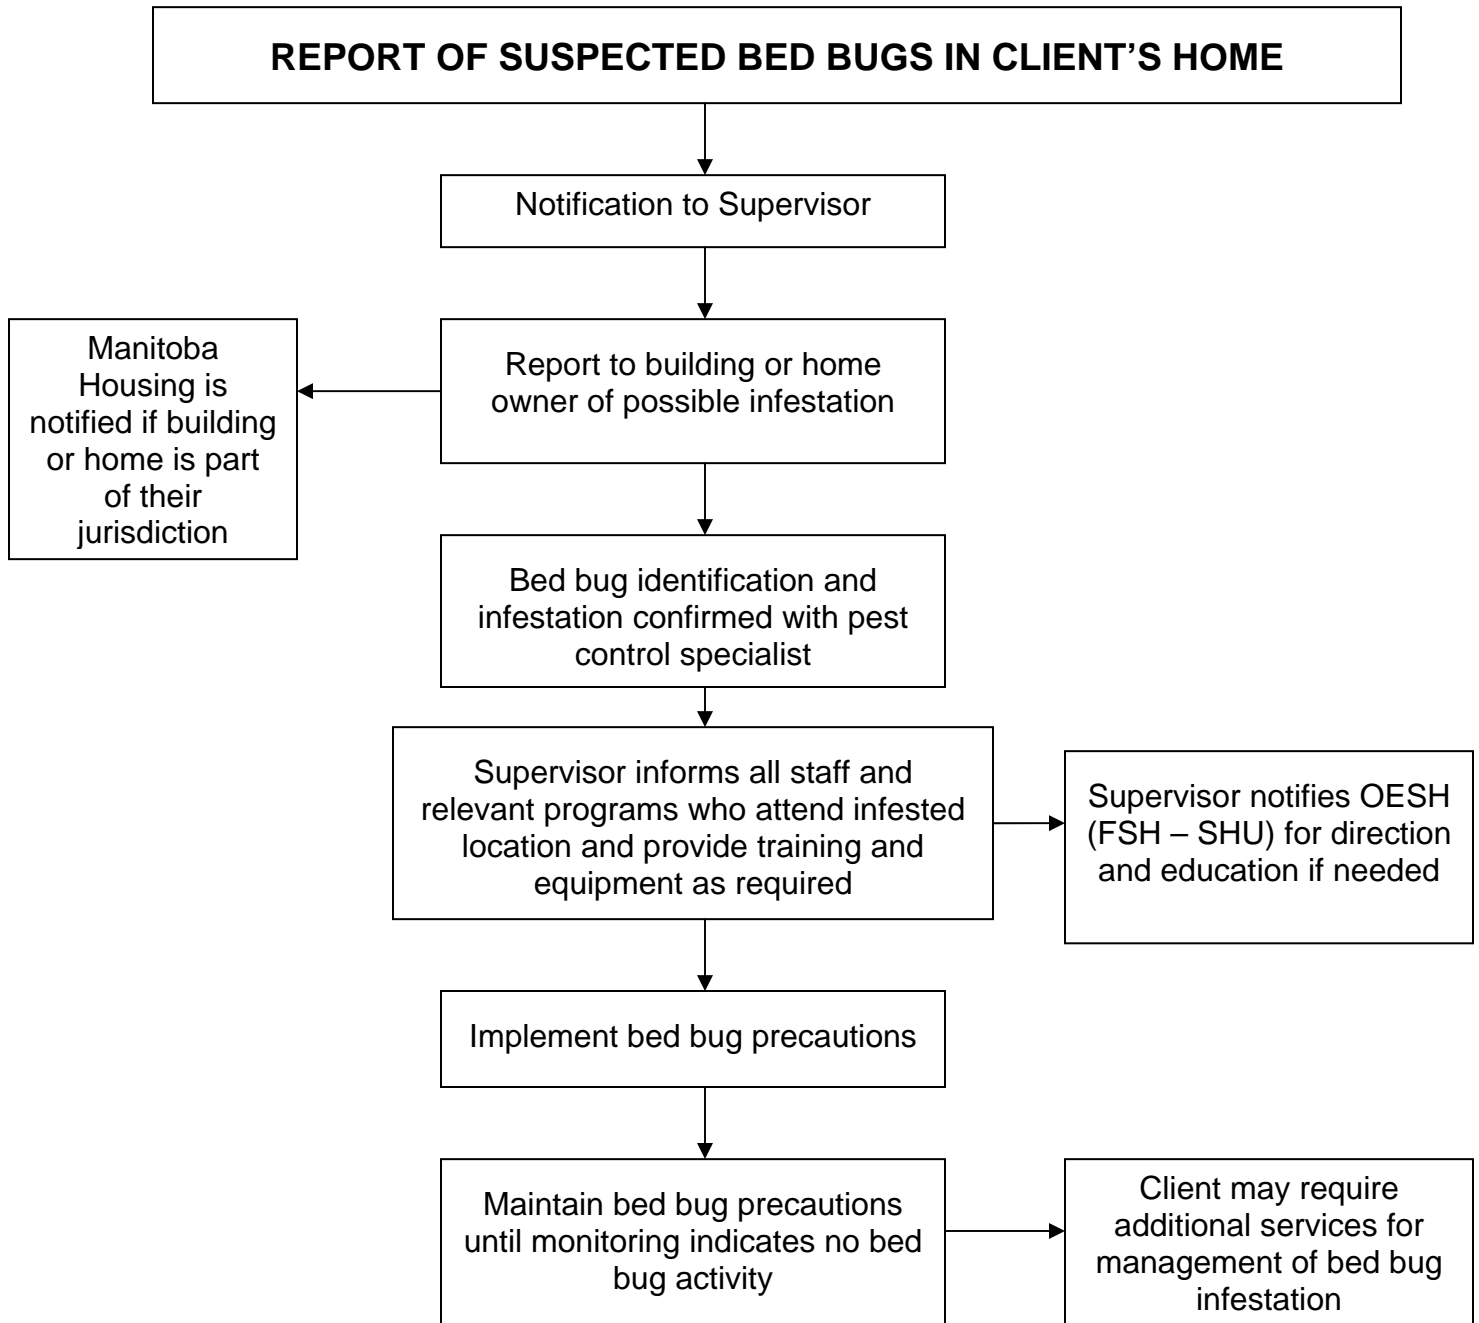 REPORT OF SUSPECTED BED BUGS IN CLIENT’S HOME
Notification to Supervisor
Manitoba
Housing is
notified if building
or home is part
of their
jurisdiction
Report to building or home
owner of possible infestation
Bed bug identification and
infestation confirmed with pest
control specialist
Supervisor informs all staff and
relevant programs who attend infested
location and provide training and
equipment as required
Supervisor notifies OESH
(FSH – SHU) for direction
and education if needed
Implement bed bug precautions
Maintain bed bug precautions
until monitoring indicates no bed
bug activity
Client may require
additional services for
management of bed bug
infestation